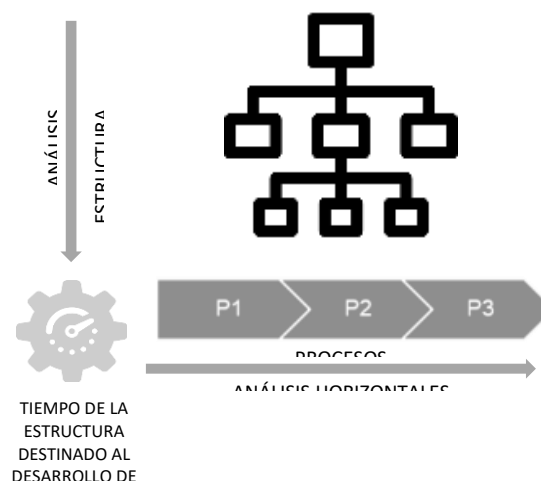 ANÁLISIS
ESTRUCTURA
P1 P2 P3
PROCESOS
ANÁLISIS HORIZONTALES
TIEMPO DE LA
ESTRUCTURA
DESTINADO AL
DESARROLLO DE